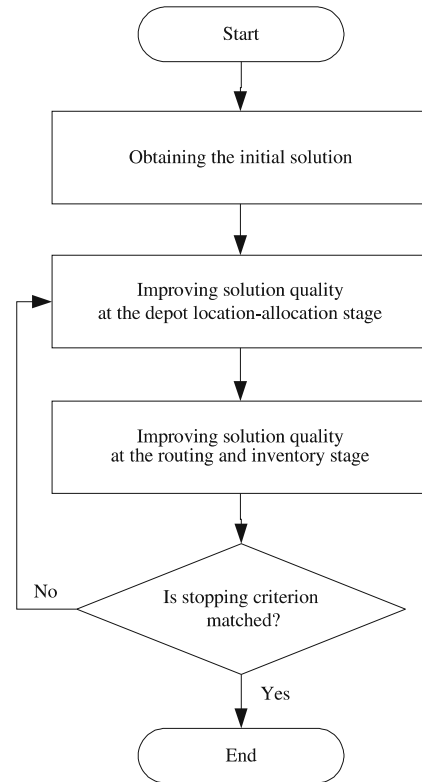 Start
Obtaining the initial solution
Improving solution quality
at the depot location-allocation stage
Improving solution quality
at the routing and inventory stage
Is stopping criterion
matched?
No
Yes
End